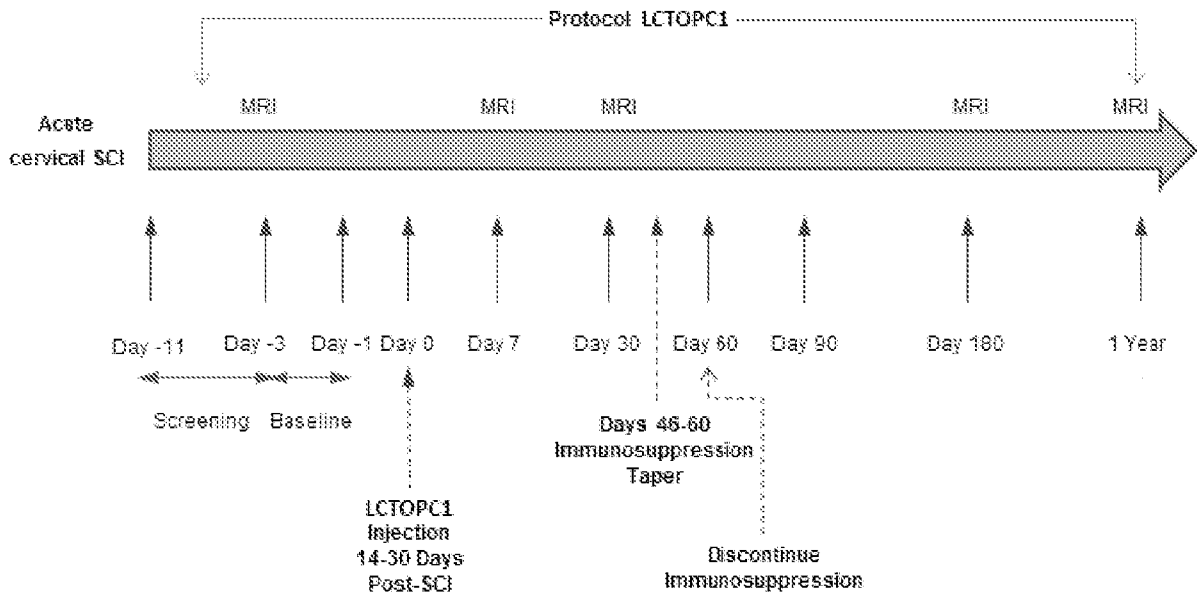 Protocol LCTOPC1
MRI MRI MRI MRI MRI
Acute
cervical SCI
Day -11 Day -3 Day -1 Day 0 Day 7 Day 30 Day 60 Day 90 Day 180 1 Year
Screening Baseline
Days 46-60
Immunosuppression
Taper
LCTOPC1
Injection
14-30 Days
Post-SCI
Discontinue
Immunosuppression